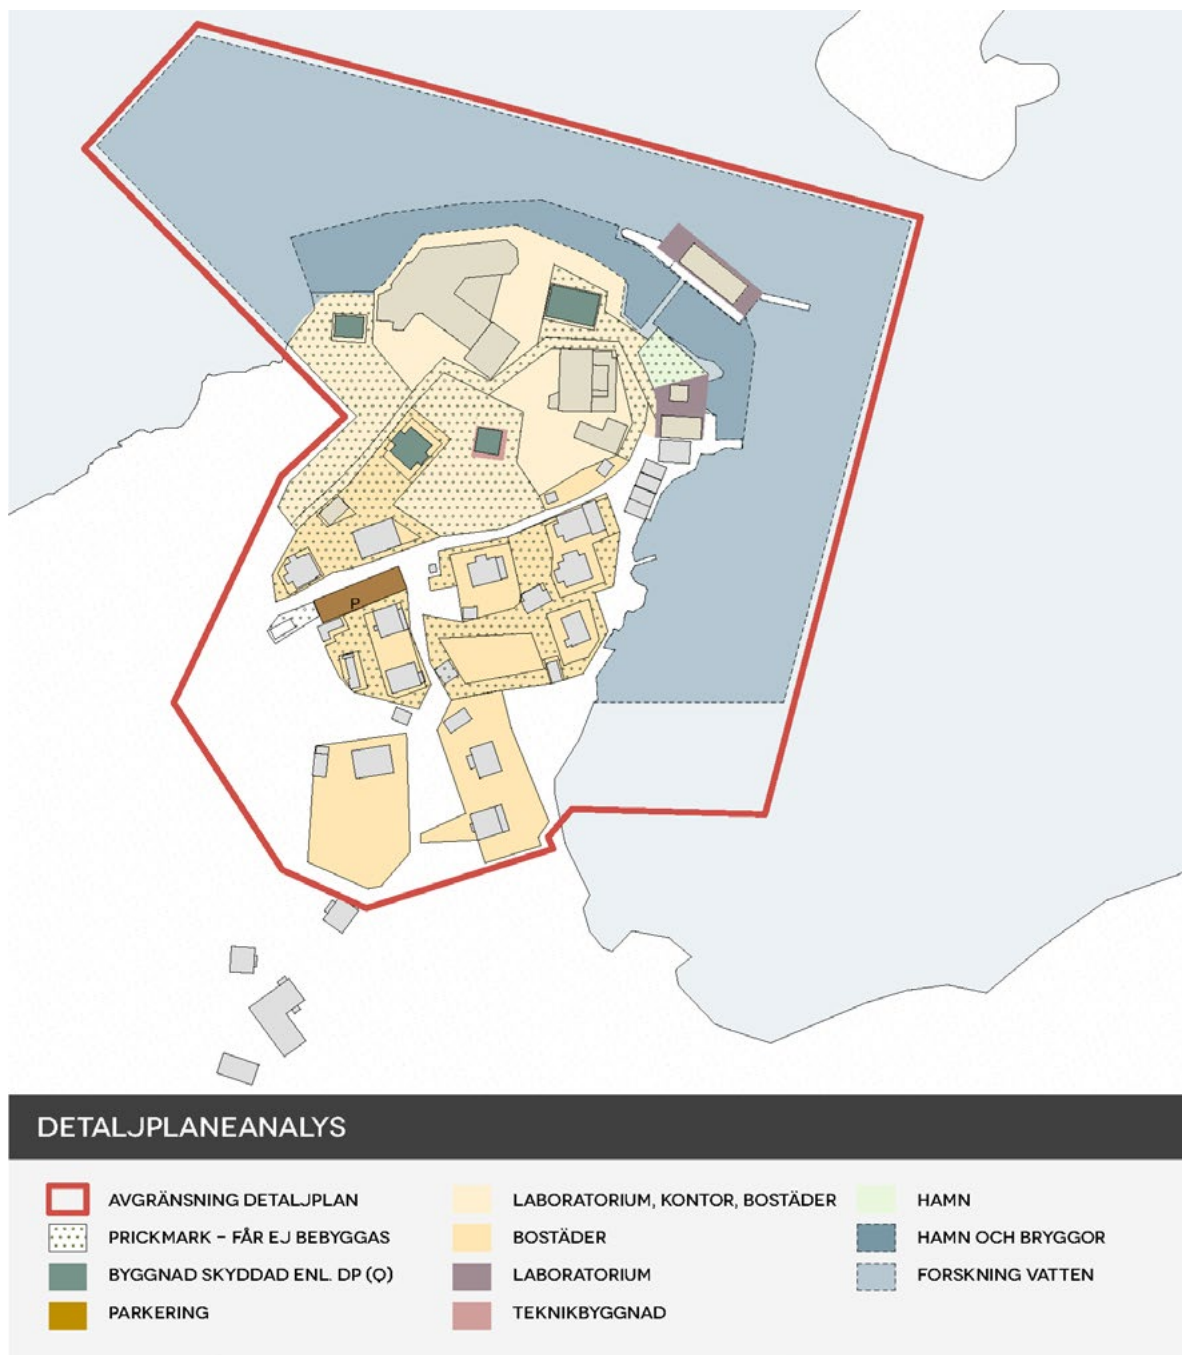 P
DETALJPLANEANALYS
AVGRÄNSNING DETALJPLAN
PRICKMARK – FÅR EJ BEBYGGAS
BYGGNAD SKYDDAD ENL. DP (Q)
PARKERING
LABORATORIUM, KONTOR, BOSTÄDER
BOSTÄDER
LABORATORIUM
TEKNIKBYGGNAD
HAMN
HAMN OCH BRYGGOR
FORSKNING VATTEN